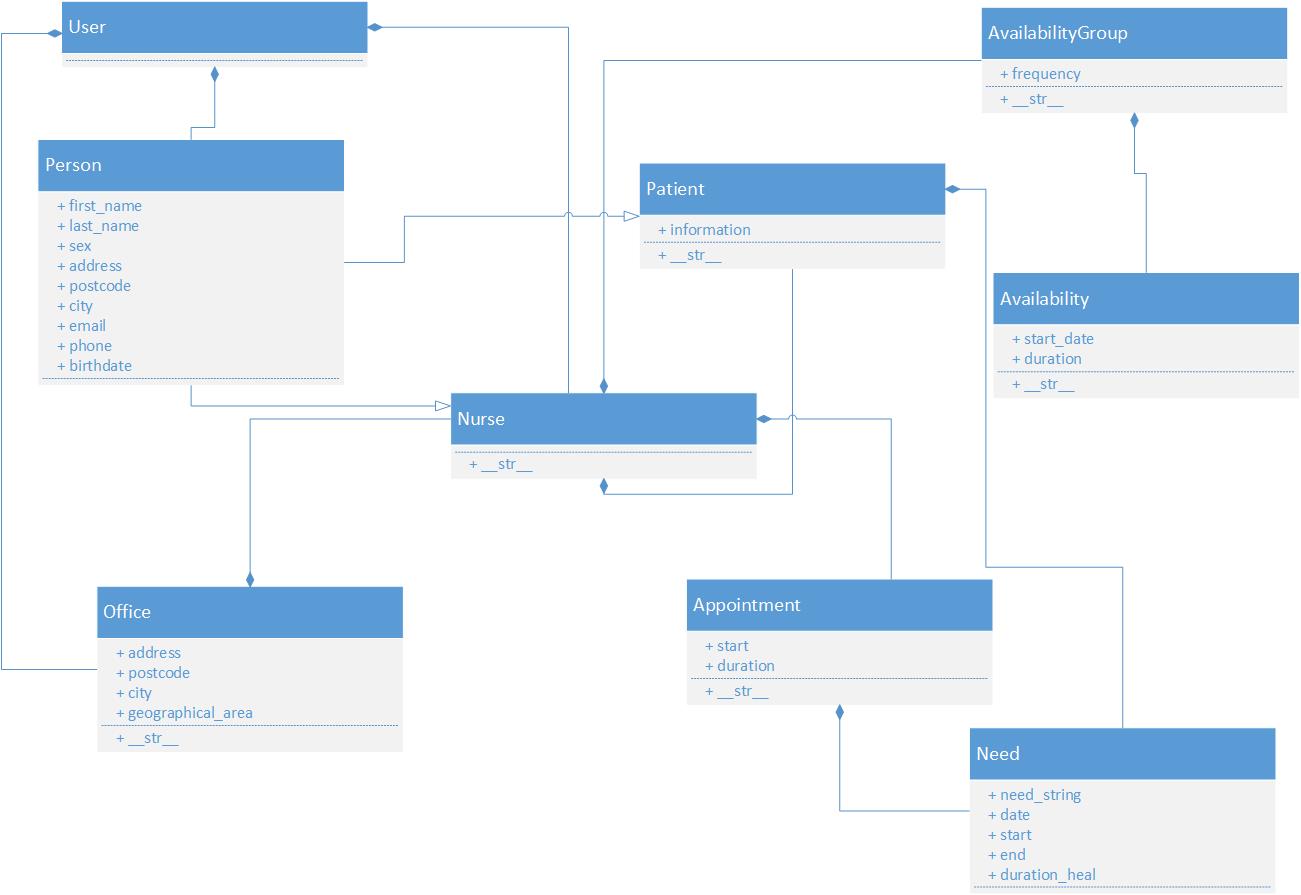 User
AvailabilityGroup
+ frequency
+ __str__
Person
+ first_name
+ last_name
+ sex
+ address
+ postcode
+ city
+ email
+ phone
+ birthdate
Patient
+ information
+ __str__
Availability
+ start_date
+ duration
+ __str__
Nurse
+ __str__
Office
+ address
+ postcode
+ city
+ geographical_area
+ __str__
Appointment
+ start
+ duration
+ __str__
Need
+ need_string
+ date
+ start
+ end
+ duration_heal